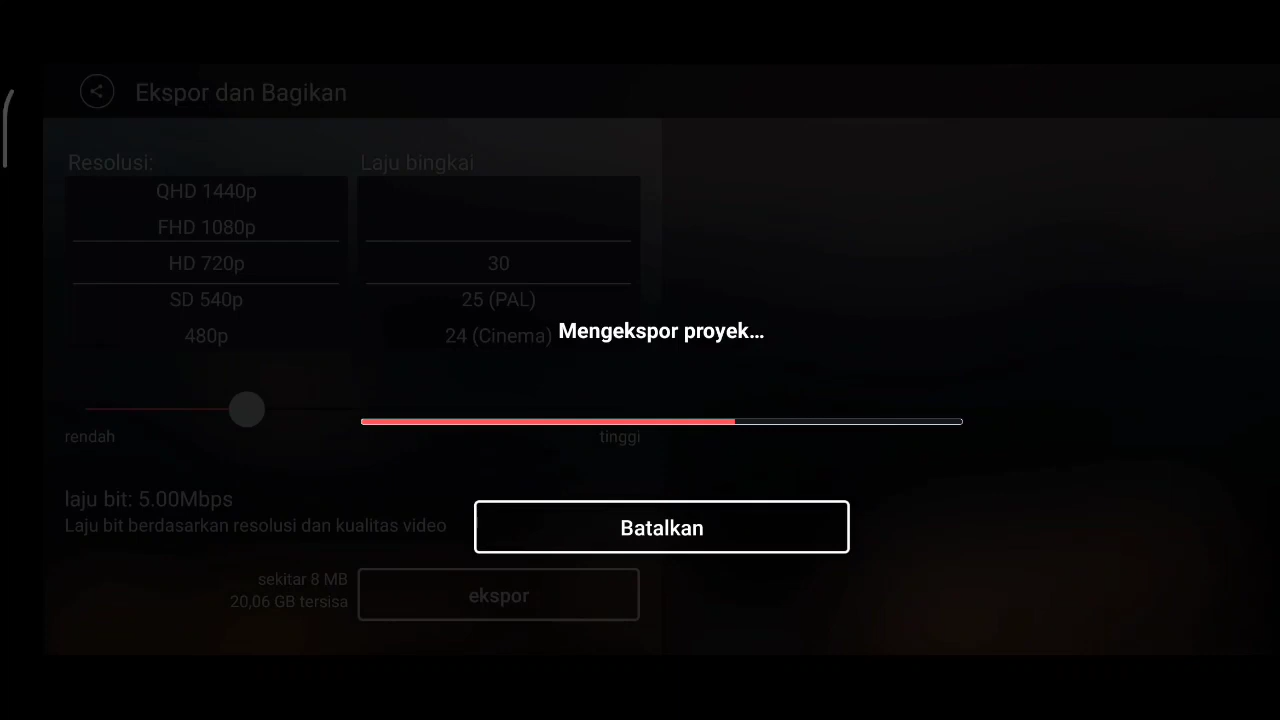 Ekspor dan Bagikan
Resolusi:
QHD 1440p
FHD 1080p
HD 720p
SD 540p
480p
Laju bingkai
30
25 (PAL)
24 (Cinema)
Mengekspor proyek...
rendah
tinggi
laju bit: 5.00Mbps
Laju bit berdasarkan resolusi dan kualitas video
Batalkan
sekitar 8 MB
20,06 GB tersisa
ekspor